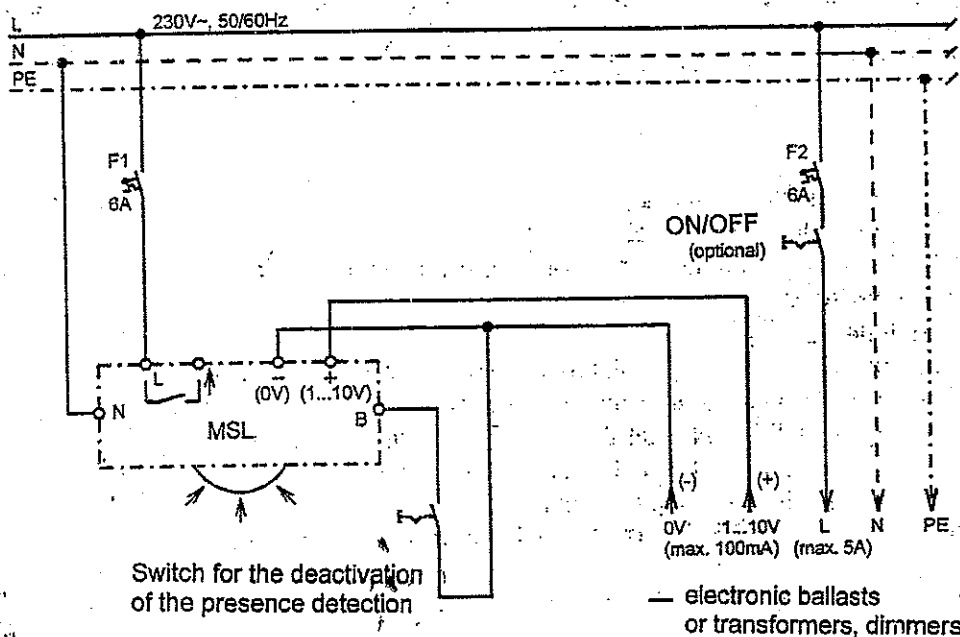 L
230V~, 50/60Hz
N
PE
F1
6A
F2
6A
ON/OFF
(optional)
L
−
+
(0V) (1...10V)
N
B
MSL
(-)
(+)
0V 1...10V L N PE
(max. 100mA) (max. 5A)
Switch for the deactivation
of the presence detection
electronic ballasts
or transformers, dimmers